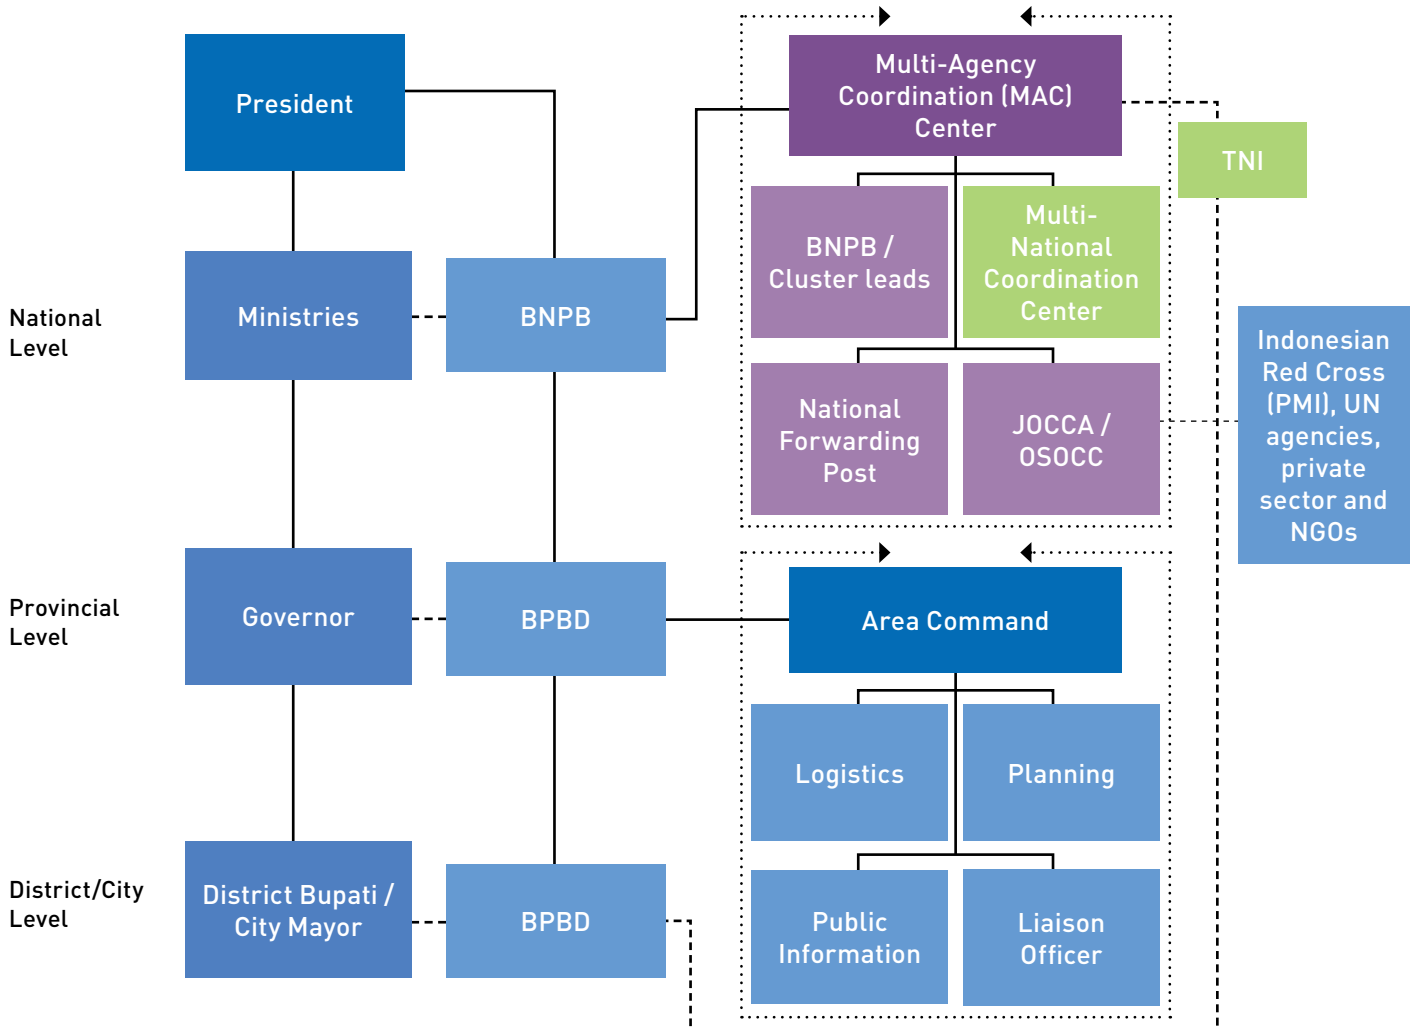 President
Multi-Agency
Coordination (MAC)
Center
TNI
National
Level
Ministries
BNPB
BNPB /
Cluster leads
Multi-
National
Coordination
Center
National
Forwarding
Post
JOCCA /
OSOCC
Indonesian
Red Cross
(PMI), UN
agencies,
private
sector and
NGOs
Provincial
Level
Governor
BPBD
Area Command
Logistics
Planning
District/City
Level
District Bupati /
City Mayor
BPBD
Public
Information
Liaison
Officer